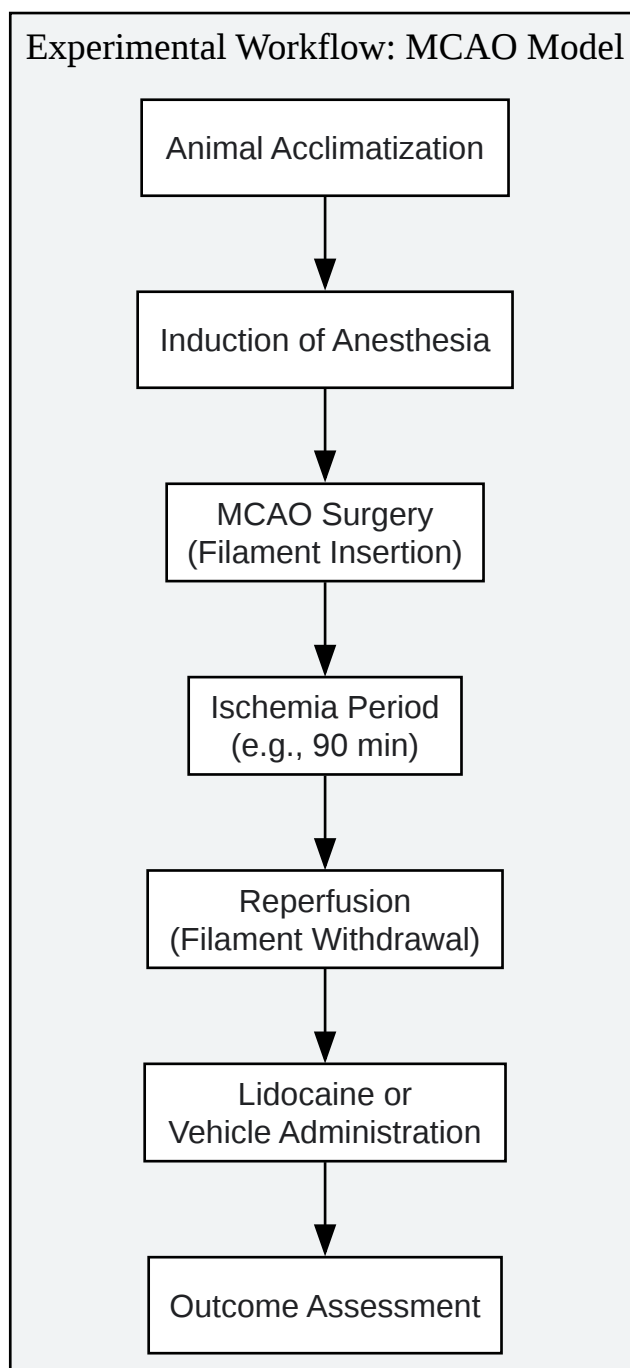 Experimental Workflow: MCAO Model
Animal Acclimatization
Induction of Anesthesia
MCAO Surgery
(Filament Insertion)
Ischemia Period
(e.g., 90 min)
Reperfusion
(Filament Withdrawal)
Lidocaine or
Vehicle Administration
Outcome Assessment